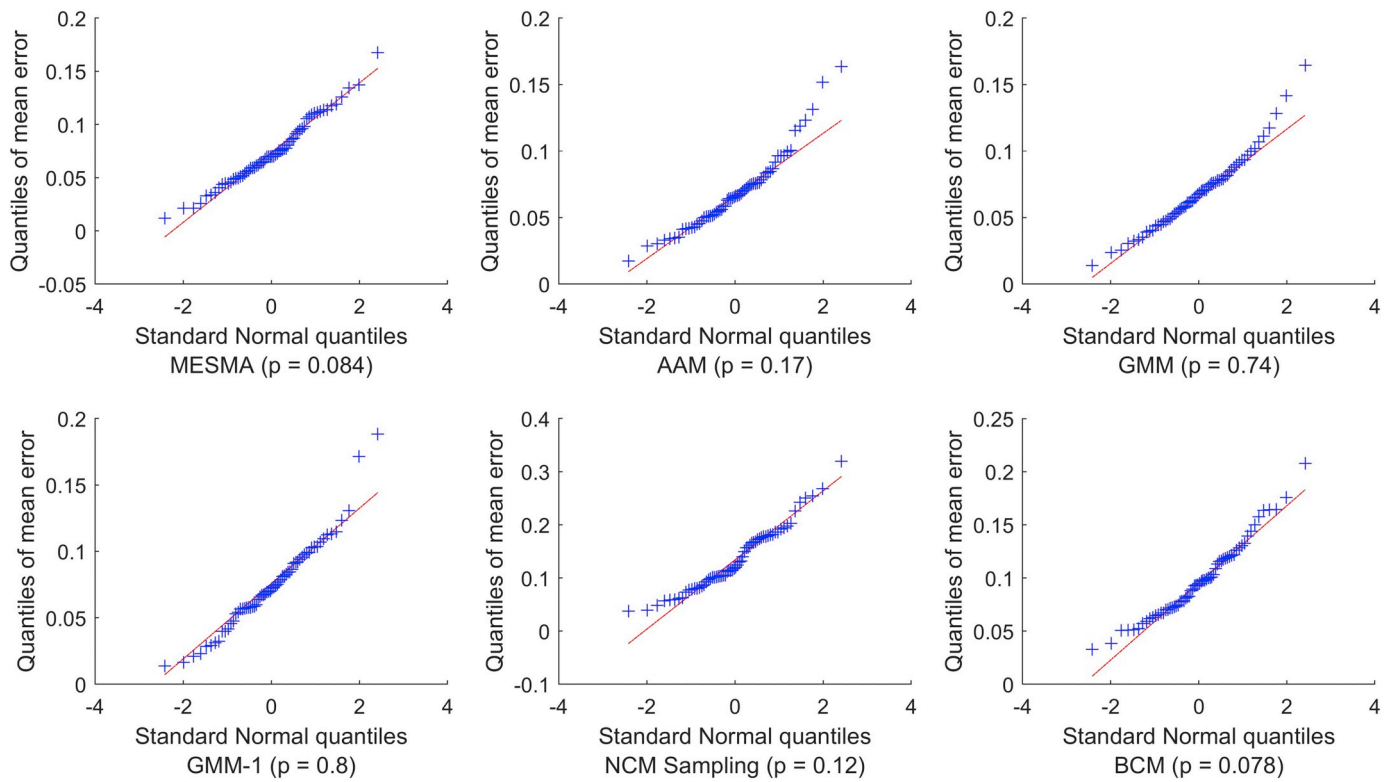 Quantiles of mean error
0.2
0.15
0.1
0.05
0
-0.05
-4 -2 0 2 4
Standard Normal quantiles
MESMA (p = 0.084)
Quantiles of mean error
0.2
0.15
0.1
0.05
0
-4 -2 0 2 4
Standard Normal quantiles
AAM (p = 0.17)
Quantiles of mean error
0.2
0.15
0.1
0.05
0
-4 -2 0 2 4
Standard Normal quantiles
GMM (p = 0.74)
Quantiles of mean error
0.2
0.15
0.1
0.05
0
-4 -2 0 2 4
Standard Normal quantiles
GMM-1 (p = 0.8)
Quantiles of mean error
0.4
0.3
0.2
0.1
0
-0.1
-4 -2 0 2 4
Standard Normal quantiles
NCM Sampling (p = 0.12)
Quantiles of mean error
0.25
0.2
0.15
0.1
0.05
0
-4 -2 0 2 4
Standard Normal quantiles
BCM (p = 0.078)